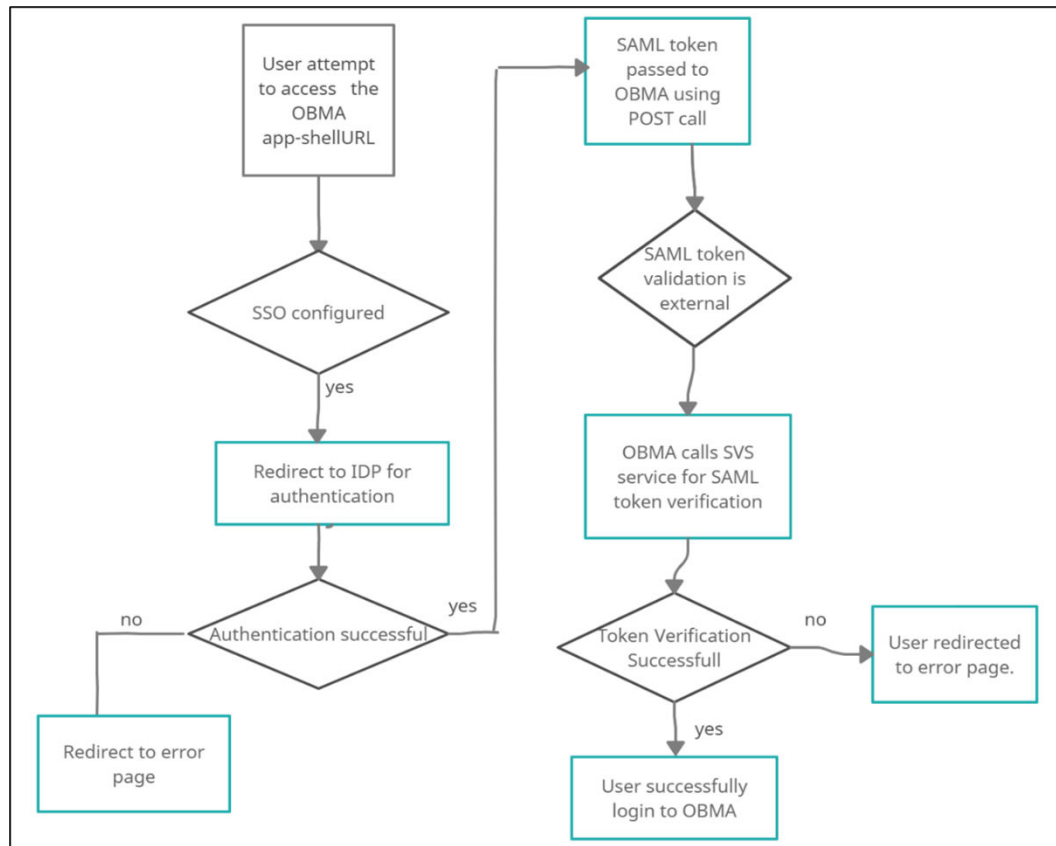 User attempt
to access the
OBMA
app-shellURL
SSO configured
yes
Redirect to IDP for
authentication
Authentication successful
no
yes
Redirect to error
page
SAML token
passed to
OBMA using
POST call
SAML token
validation is
external
OBMA calls SVS
service for SAML
token verification
Token Verification
Successfull
no
User redirected
to error page.
yes
User successfully
login to OBMA